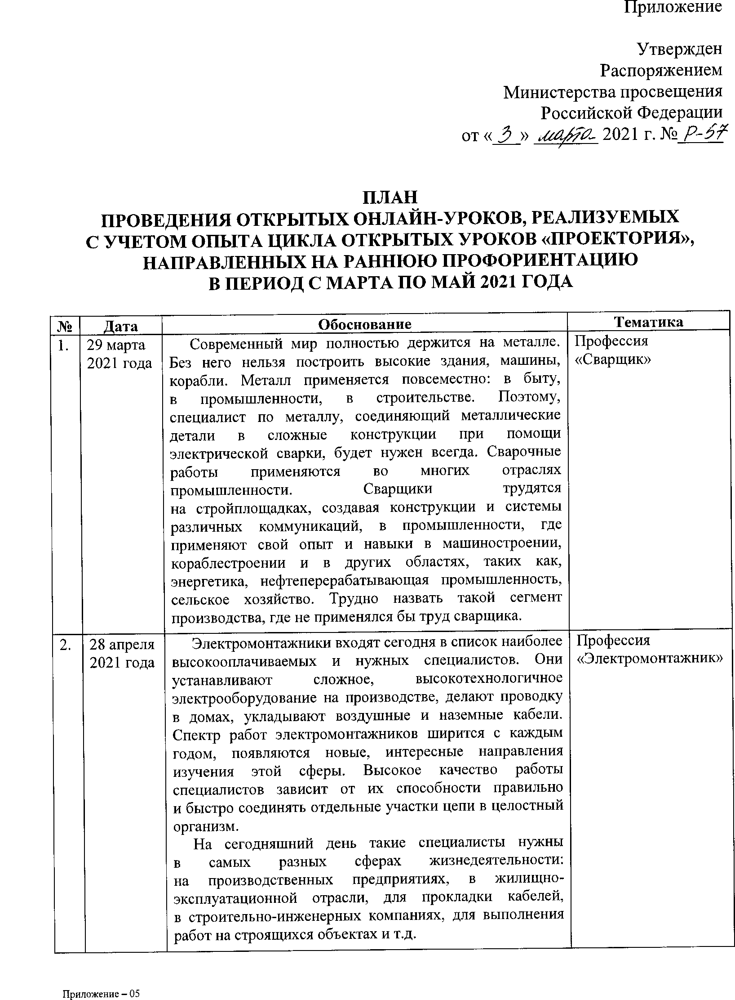 Приложение
Утвержден
Распоряжением
Министерства просвещения
Российской Федерации
от « 3 » марта 2021 г. № Р-57
ПЛАН
ПРОВЕДЕНИЯ ОТКРЫТЫХ ОНЛАЙН-УРОКОВ, РЕАЛИЗУЕМЫХ
С УЧЕТОМ ОПЫТА ЦИКЛА ОТКРЫТЫХ УРОКОВ «ПРОЕКТОРИЯ»,
НАПРАВЛЕННЫХ НА РАННЮЮ ПРОФОРИЕНТАЦИЮ
В ПЕРИОД С МАРТА ПО МАЙ 2021 ГОДА
№ Дата Обоснование Тематика
1.
29 марта
2021 года
Современный мир полностью держится на металле.
Без него нельзя построить высокие здания, машины,
корабли. Металл применяется повсеместно: в быту,
в промышленности, в строительстве. Поэтому,
специалист по металлу, соединяющий металлические
детали в сложные конструкции при помощи
электрической сварки, будет нужен всегда. Сварочные
работы применяются во многих отраслях
промышленности. Сварщики трудятся
на стройплощадках, создавая конструкции и системы
различных коммуникаций, в промышленности, где
применяют свой опыт и навыки в машиностроении,
кораблестроении и в других областях, таких как,
энергетика, нефтеперерабатывающая промышленность,
сельское хозяйство. Трудно назвать такой сегмент
производства, где не применялся бы труд сварщика.
Профессия
«Сварщик»
2.
28 апреля
2021 года
Электромонтажники входят сегодня в список наиболее
высокооплачиваемых и нужных специалистов. Они
устанавливают сложное, высокотехнологичное
электрооборудование на производстве, делают проводку
в домах, укладывают воздушные и наземные кабели.
Спектр работ электромонтажников ширится с каждым
годом, появляются новые, интересные направления
изучения этой сферы. Высокое качество работы
специалистов зависит от их способности правильно
и быстро соединять отдельные участки цепи в целостный
организм.
На сегодняшний день такие специалисты нужны
в самых разных сферах жизнедеятельности:
на производственных предприятиях, в жилищно-
эксплуатационной отрасли, для прокладки кабелей,
в строительно-инженерных компаниях, для выполнения
работ на строящихся объектах и т.д.
Профессия
«Электромонтажник»
Приложение – 05